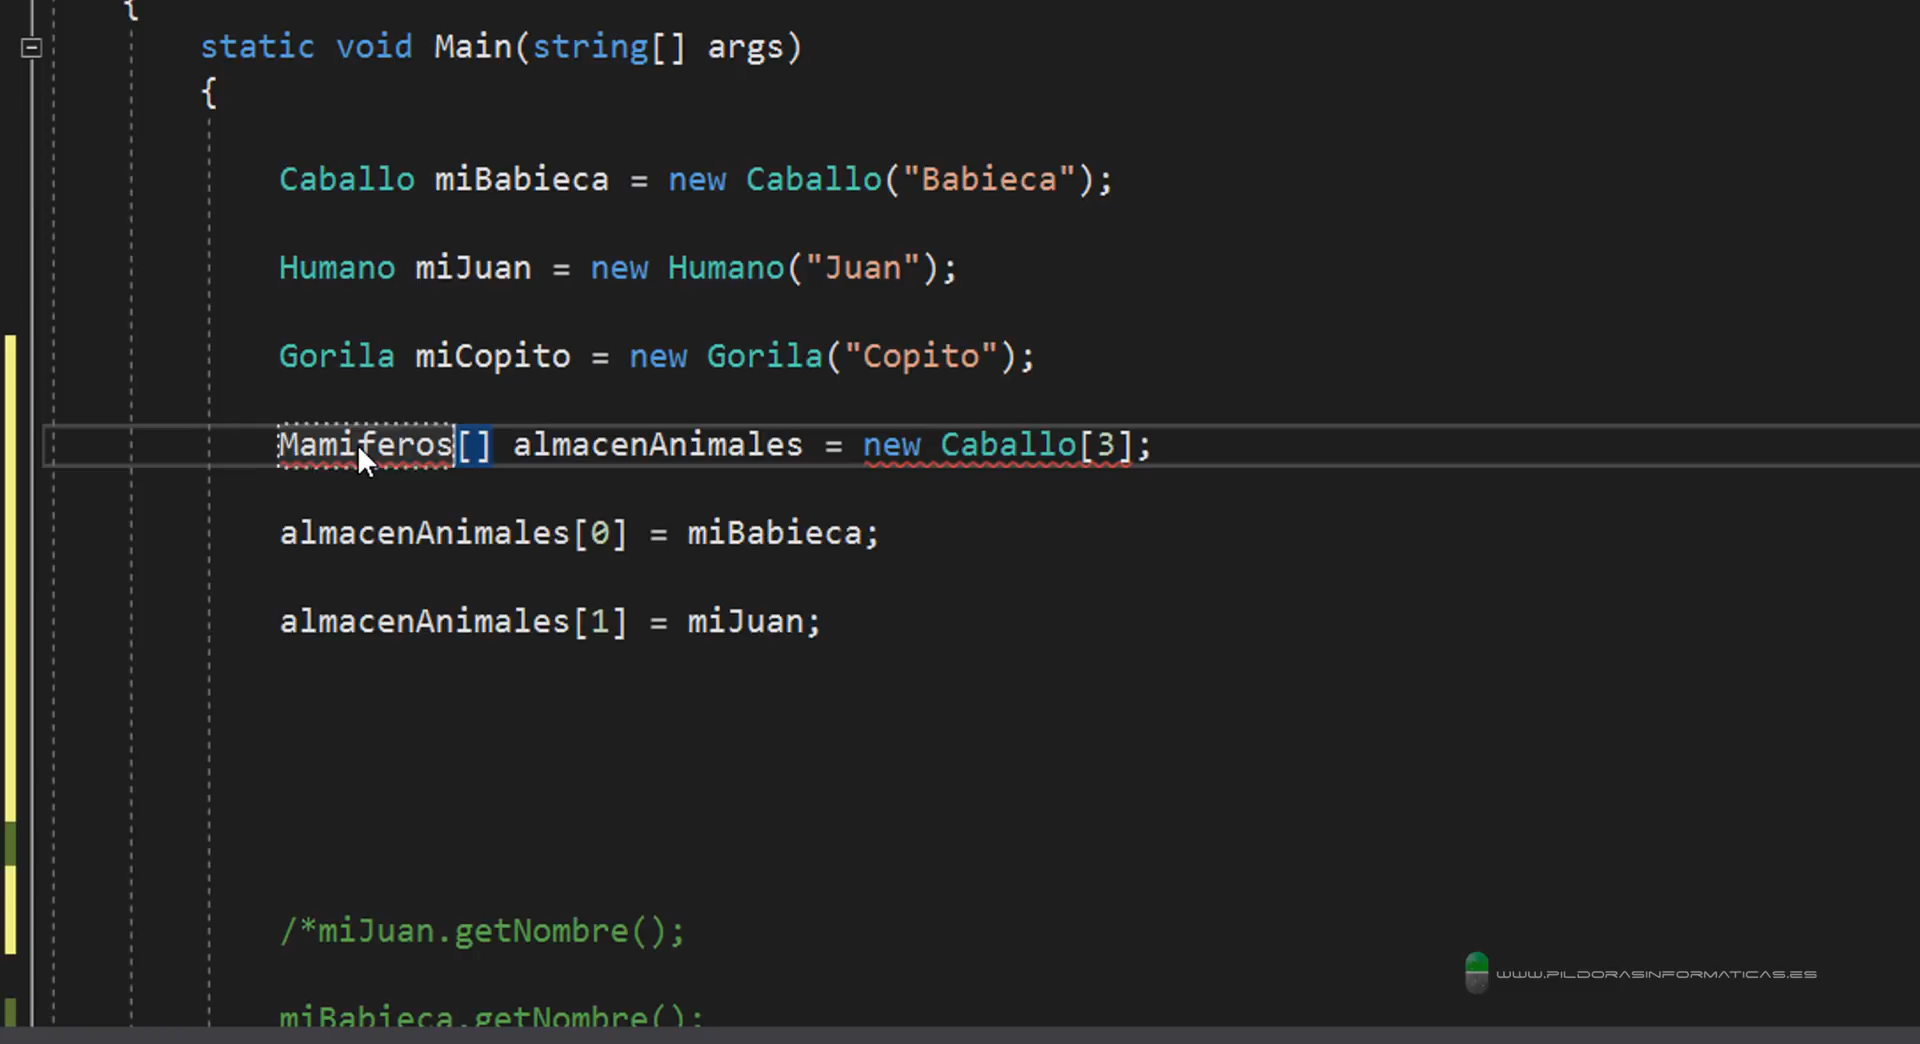 {
static void Main(string[] args)
{
Caballo miBabieca = new Caballo("Babieca");
Humano miJuan = new Humano("Juan");
Gorila miCopito = new Gorila("Copito");
Mamiferos[] almacenAnimales = new Caballo[3];
almacenAnimales[0] = miBabieca;
almacenAnimales[1] = miJuan;
/*miJuan.getNombre();
miBabieca.getNombre();
WWW.PILDORASINFORMATICAS.ES